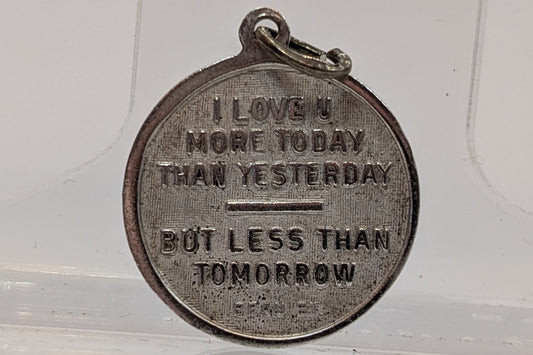 I LOVE U
MORE TODAY
THAN YESTERDAY
BUT LESS THAN
TOMORROW